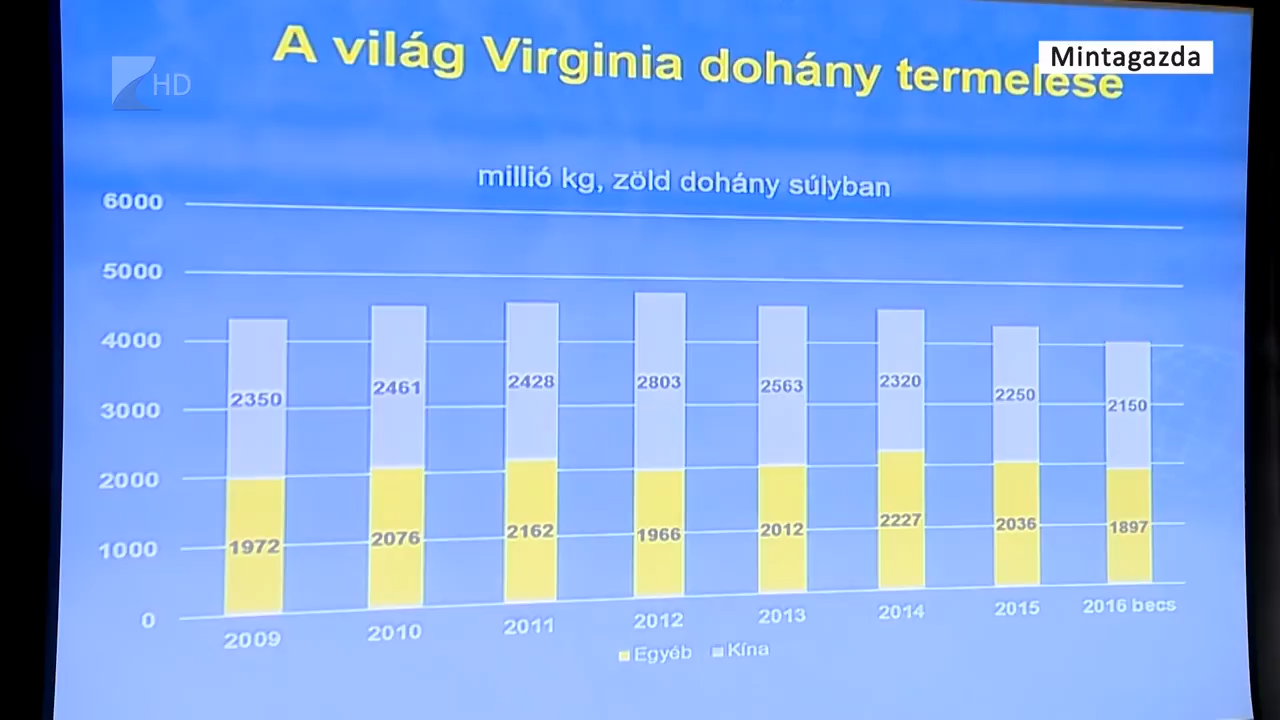 A világ Virginia dohány termelése
Mintagazda
HD
millió kg, zöld dohány súlyban
6000
5000
4000
3000
2000
1000
0
2350 2461 2428 2803 2563 2320 2250 2150
1972 2076 2162 1966 2012 2227 2036 1897
2009 2010 2011 2012 2013 2014 2015 2016 becs
Egyéb Kína